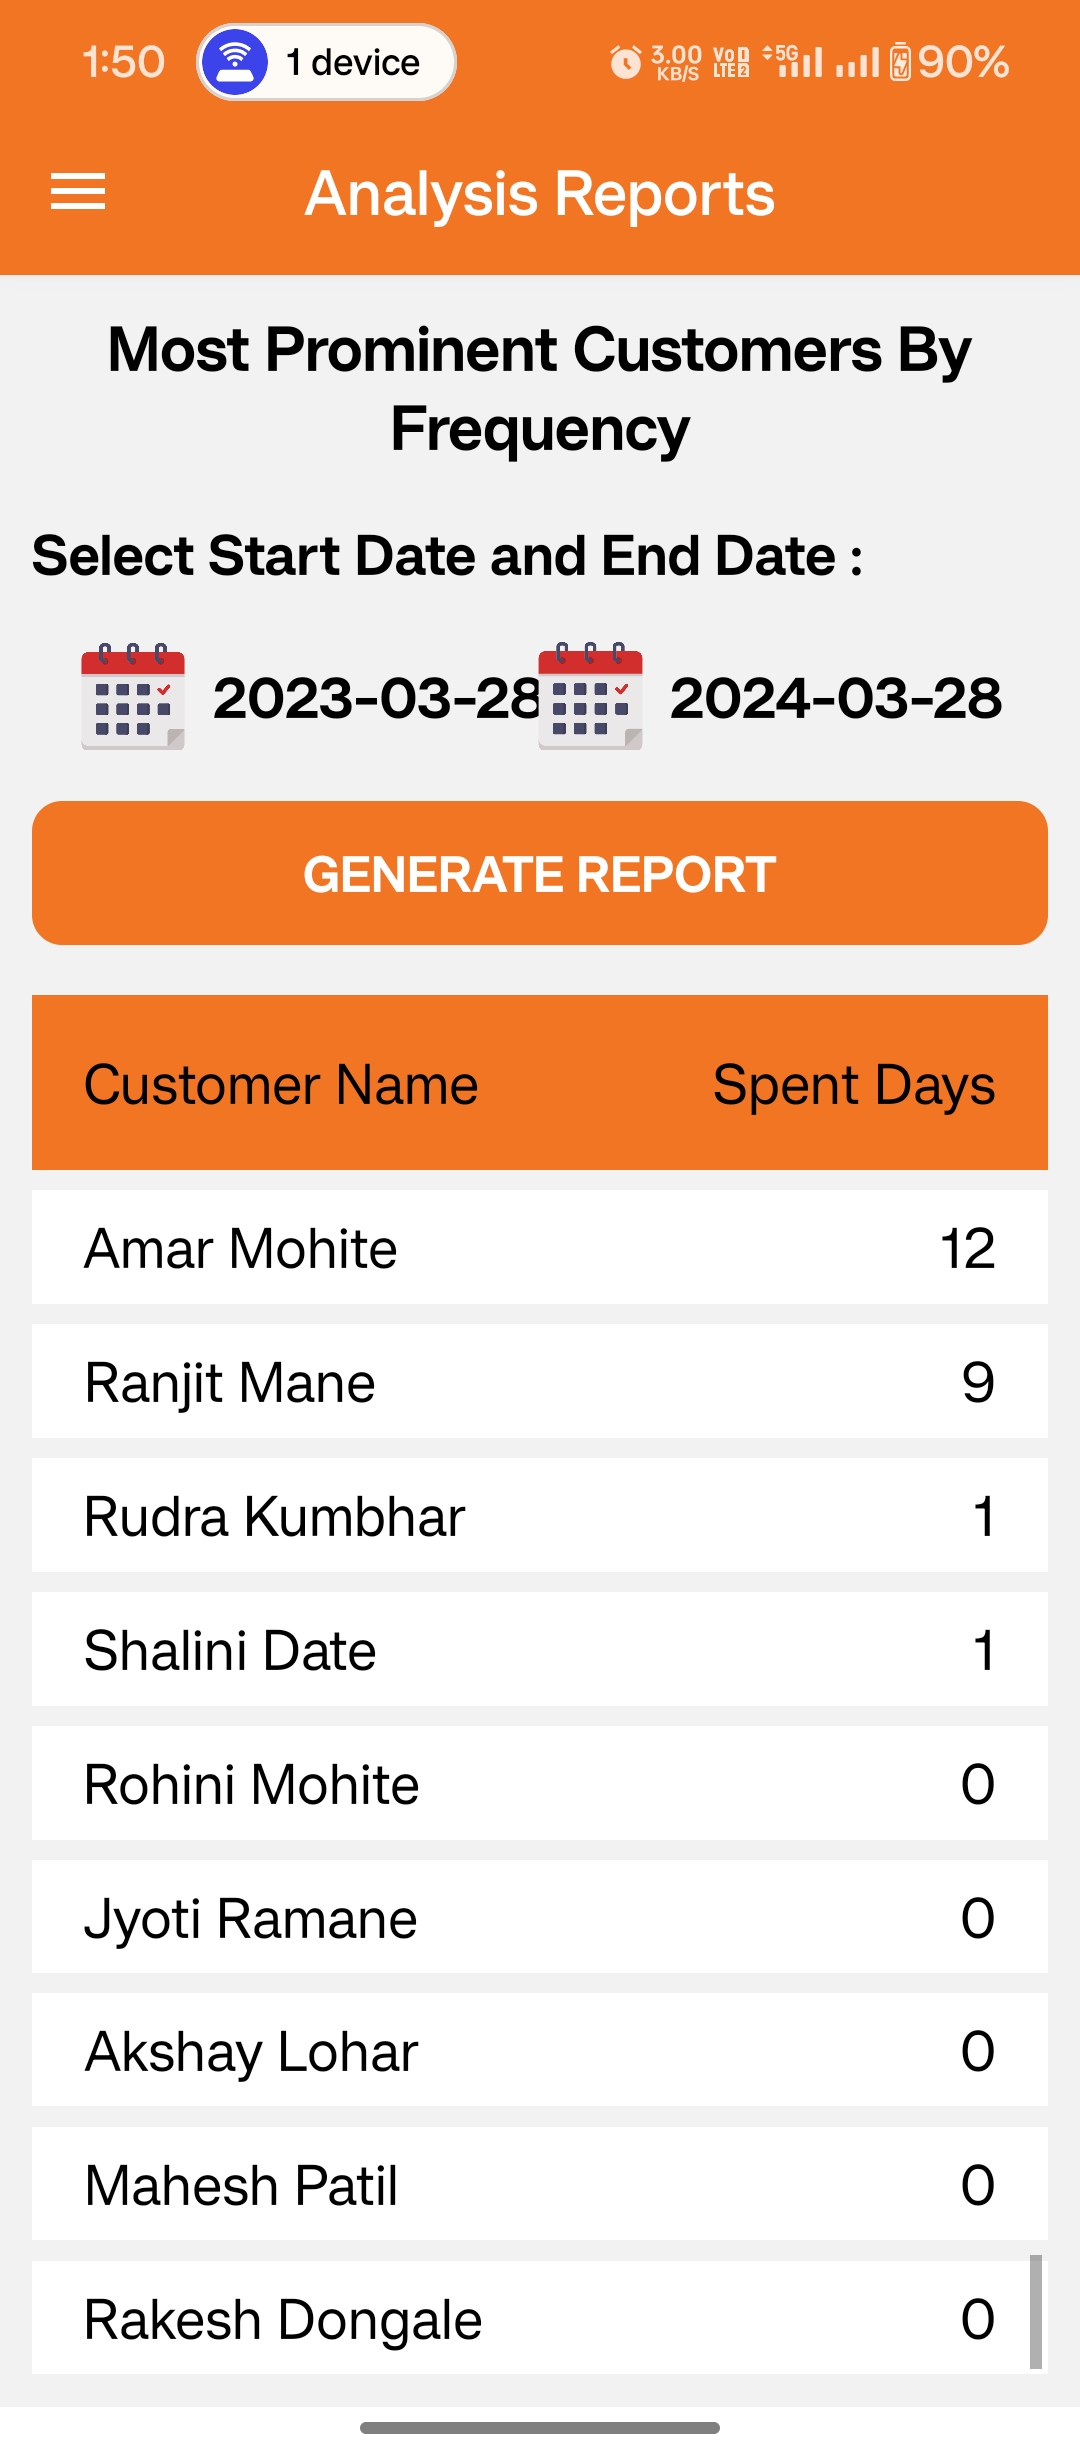 1:50 1 device 3.00 KB/S Vo1 LTE2 5G 90%
Analysis Reports
Most Prominent Customers By
Frequency
Select Start Date and End Date :
2023-03-28 2024-03-28
GENERATE REPORT
Customer Name Spent Days
Amar Mohite 12
Ranjit Mane 9
Rudra Kumbhar 1
Shalini Date 1
Rohini Mohite 0
Jyoti Ramane 0
Akshay Lohar 0
Mahesh Patil 0
Rakesh Dongale 0